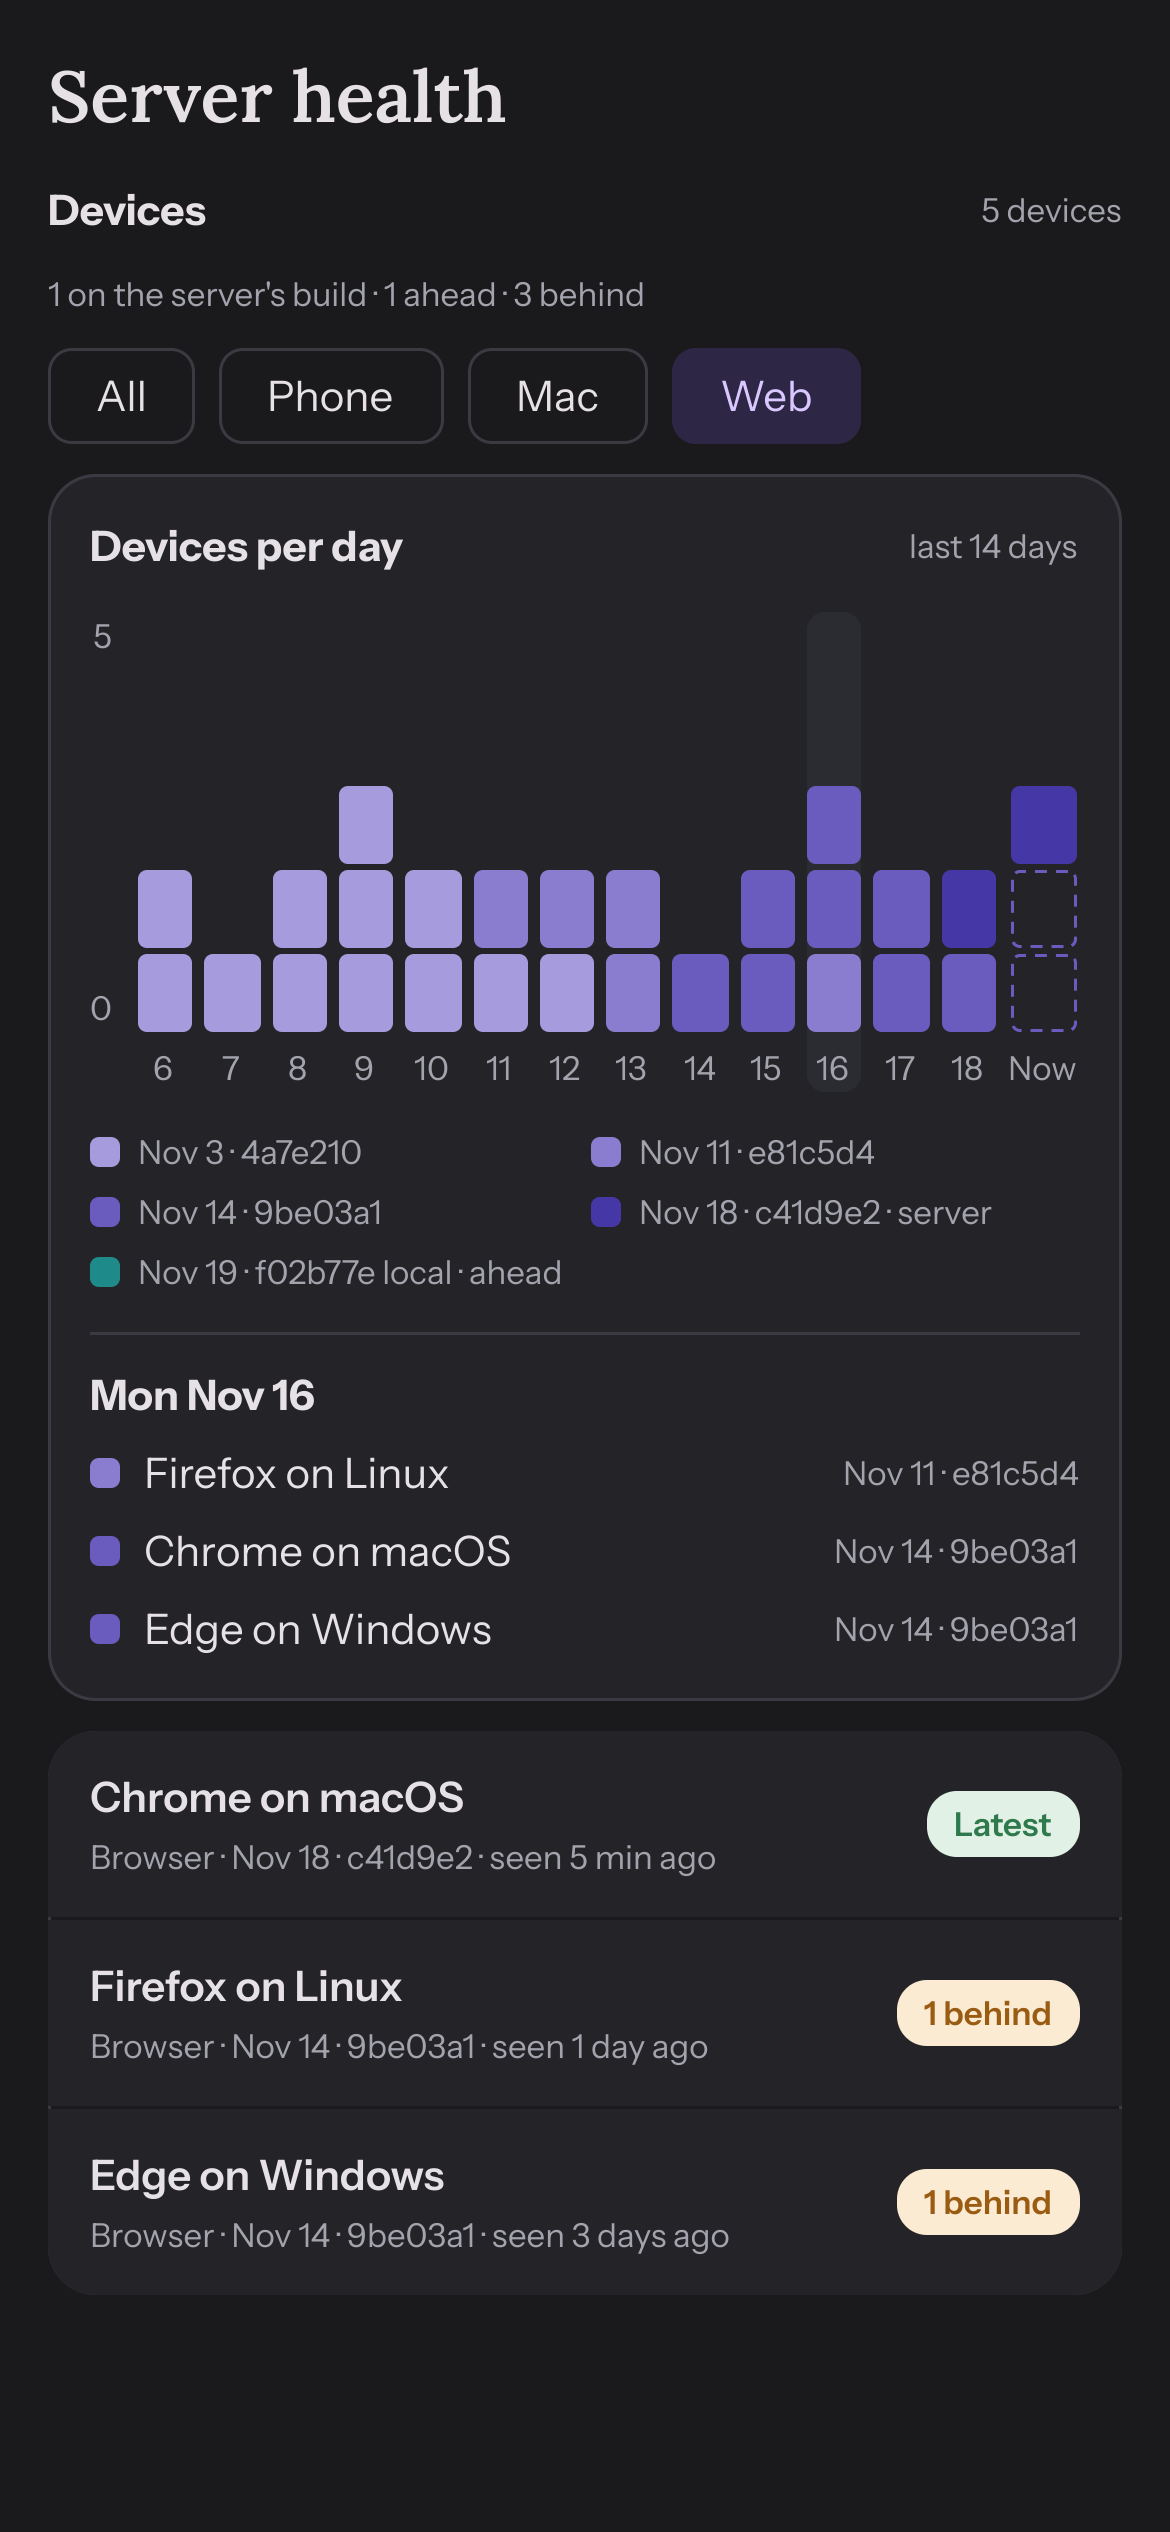 Server health
Devices
5 devices
1 on the server's build · 1 ahead · 3 behind
All
Phone
Mac
Web
Devices per day
last 14 days
5
0
6 7 8 9 10 11 12 13 14 15 16 17 18 Now
Nov 3 · 4a7e210
Nov 11 · e81c5d4
Nov 14 · 9be03a1
Nov 18 · c41d9e2 · server
Nov 19 · f02b77e local · ahead
Mon Nov 16
Firefox on Linux
Nov 11 · e81c5d4
Chrome on macOS
Nov 14 · 9be03a1
Edge on Windows
Nov 14 · 9be03a1
Chrome on macOS
Browser · Nov 18 · c41d9e2 · seen 5 min ago
Latest
Firefox on Linux
Browser · Nov 14 · 9be03a1 · seen 1 day ago
1 behind
Edge on Windows
Browser · Nov 14 · 9be03a1 · seen 3 days ago
1 behind